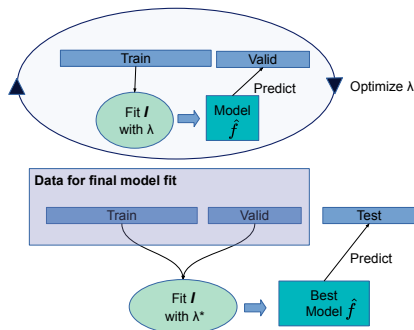 Train
Valid
Predict
Optimize λ
Fit I
with λ
Model
f̂
Data for final model fit
Train
Valid
Test
Predict
Fit I
with λ*
Best
Model f̂